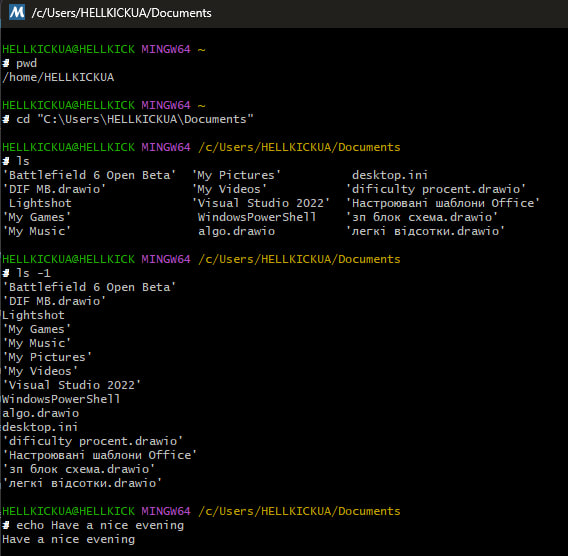 M /c/Users/HELLKICKUA/Documents
HELLKICKUA@HELLKICK MINGW64 ~
# pwd
/home/HELLKICKUA
HELLKICKUA@HELLKICK MINGW64 ~
# cd "C:\Users\HELLKICKUA\Documents"
HELLKICKUA@HELLKICK MINGW64 /c/Users/HELLKICKUA/Documents
# ls
'Battlefield 6 Open Beta' 'My Pictures' desktop.ini
'DIF MB.drawio' 'My Videos' 'dificulty procent.drawio'
Lightshot 'Visual Studio 2022' 'Настроювані шаблони Office'
'My Games' WindowsPowerShell 'зп блок схема.drawio'
'My Music' algo.drawio 'легкі відсотки.drawio'
HELLKICKUA@HELLKICK MINGW64 /c/Users/HELLKICKUA/Documents
# ls -1
'Battlefield 6 Open Beta'
'DIF MB.drawio'
Lightshot
'My Games'
'My Music'
'My Pictures'
'My Videos'
'Visual Studio 2022'
WindowsPowerShell
algo.drawio
desktop.ini
'dificulty procent.drawio'
'Настроювані шаблони Office'
'зп блок схема.drawio'
'легкі відсотки.drawio'
HELLKICKUA@HELLKICK MINGW64 /c/Users/HELLKICKUA/Documents
# echo Have a nice evening
Have a nice evening